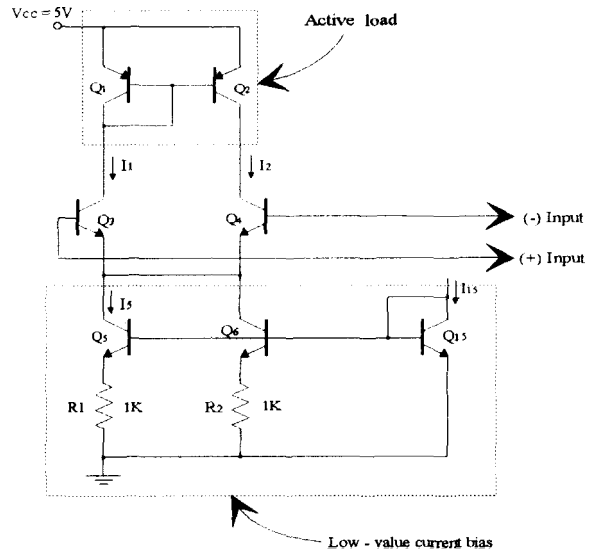 Vcc = 5V
Active load
Q1
Q2
I1
I2
Q3
Q4
(-) Input
(+) Input
I5
I15
Q5
Q6
Q15
R1
1K
R2
1K
Low - value current bias